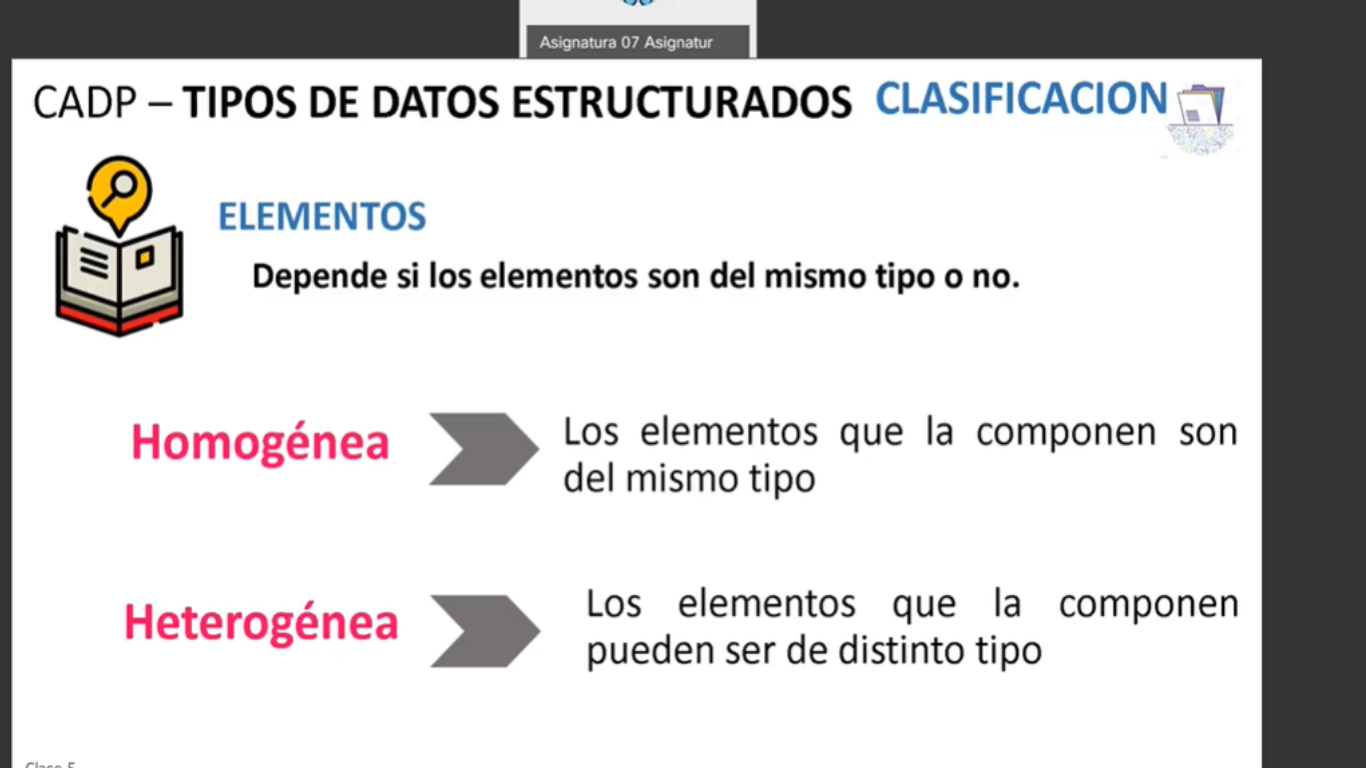 Asignatura 07 Asignatur
CADP – TIPOS DE DATOS ESTRUCTURADOS CLASIFICACION
ELEMENTOS
Depende si los elementos son del mismo tipo o no.
Homogénea
Los elementos que la componen son
del mismo tipo
Heterogénea
Los elementos que la componen
pueden ser de distinto tipo
Clase 5